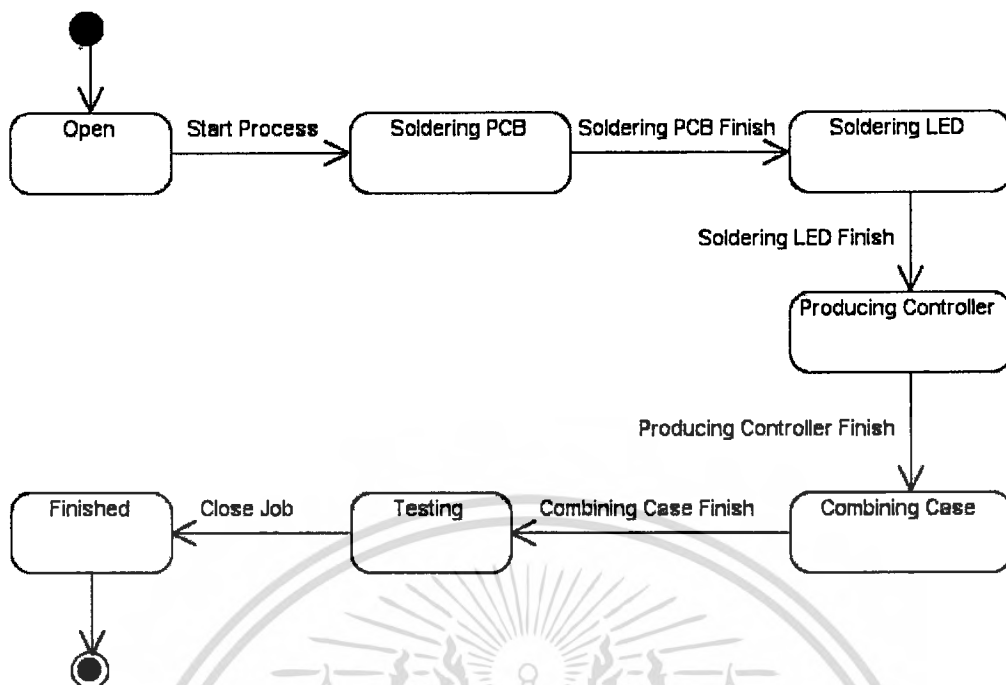 Open
Start Process
Soldering PCB
Soldering PCB Finish
Soldering LED
Soldering LED Finish
Producing Controller
Producing Controller Finish
Combining Case
Combining Case Finish
Testing
Close Job
Finished